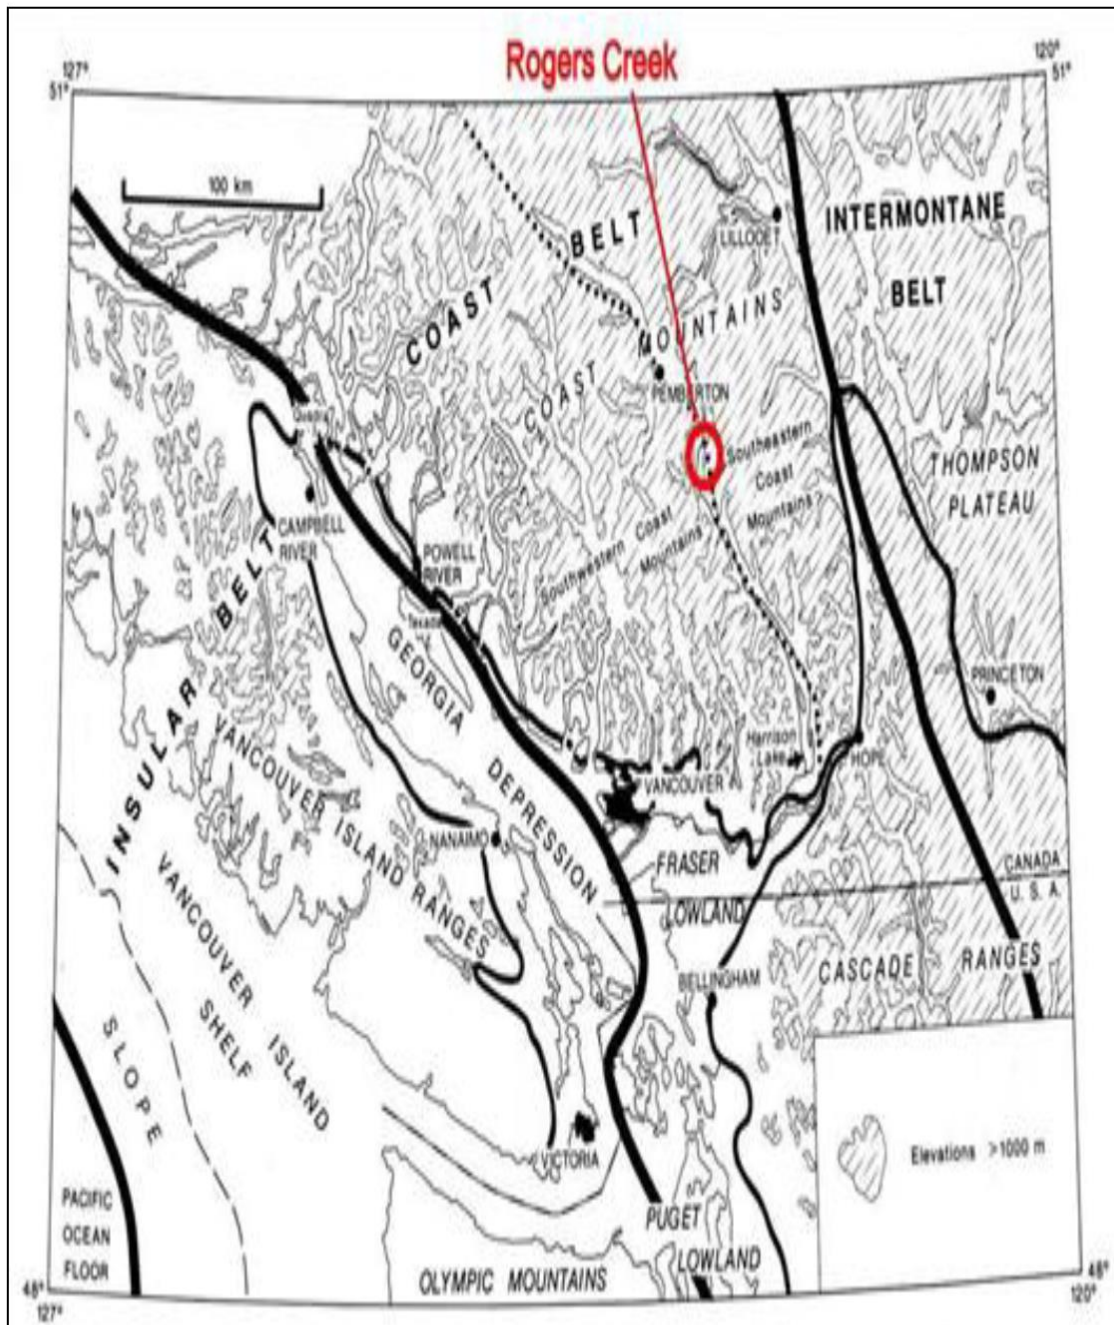 Rogers Creek
127°
51°
120°
51
100 km
INTERMONTANE
BELT
LILLOOET
COAST BELT
COAST MOUNTAINS
PEMBERTON
Quadra
Southeastern
Coast
Mountains
THOMPSON
PLATEAU
CAMPBELL
RIVER
POWELL
RIVER
Southwestern Coast
Mountains
Texada
GEORGIA
DEPRESSION
PRINCETON
INSULAR BELT
VANCOUVER ISLAND RANGES
Harrison
Lake
HOPE
VANCOUVER
NANAIMO
FRASER
LOWLAND
CANADA
U. S. A.
VANCOUVER ISLAND
SHELF
CASCADE RANGES
BELLINGHAM
SLOPE
Elevations >1000 m
VICTORIA
PACIFIC
OCEAN
FLOOR
PUGET
LOWLAND
OLYMPIC MOUNTAINS
48°
127°
48°
120°